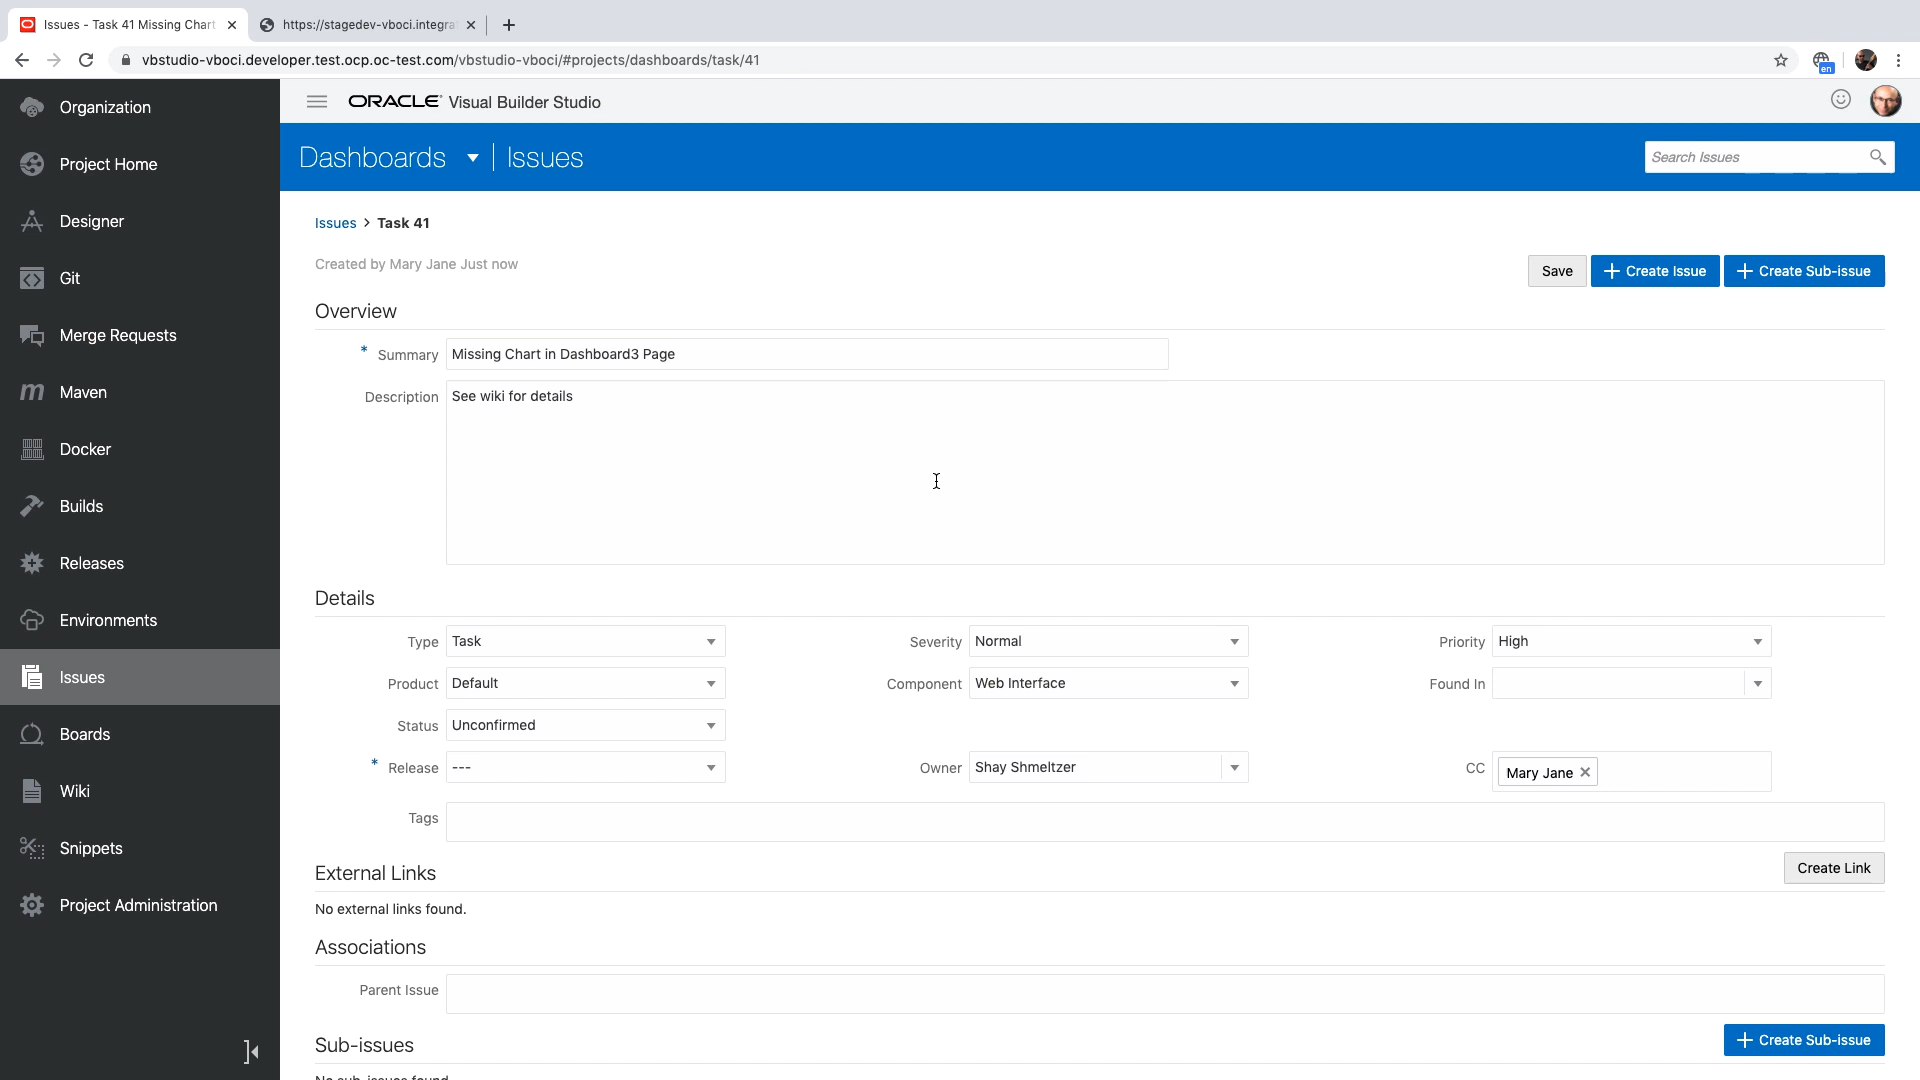 Issues - Task 41 Missing Chart
https://stagedev-vboci.integra
vbstudio-vboci.developer.test.ocp.oc-test.com/vbstudio-vboci/#projects/dashboards/task/41
en
Organization
Project Home
Designer
Git
Merge Requests
Maven
Docker
Builds
Releases
Environments
Issues
Boards
Wiki
Snippets
Project Administration
ORACLE Visual Builder Studio
Dashboards | Issues
Search Issues
Issues > Task 41
Created by Mary Jane Just now
Save
+ Create Issue
+ Create Sub-issue
Overview
* Summary Missing Chart in Dashboard3 Page
Description See wiki for details
Details
Type Task Severity Normal Priority High
Product Default Component Web Interface Found In
Status Unconfirmed
* Release --- Owner Shay Shmeltzer CC Mary Jane
Tags
External Links
Create Link
No external links found.
Associations
Parent Issue
Sub-issues
+ Create Sub-issue
No sub-issues found